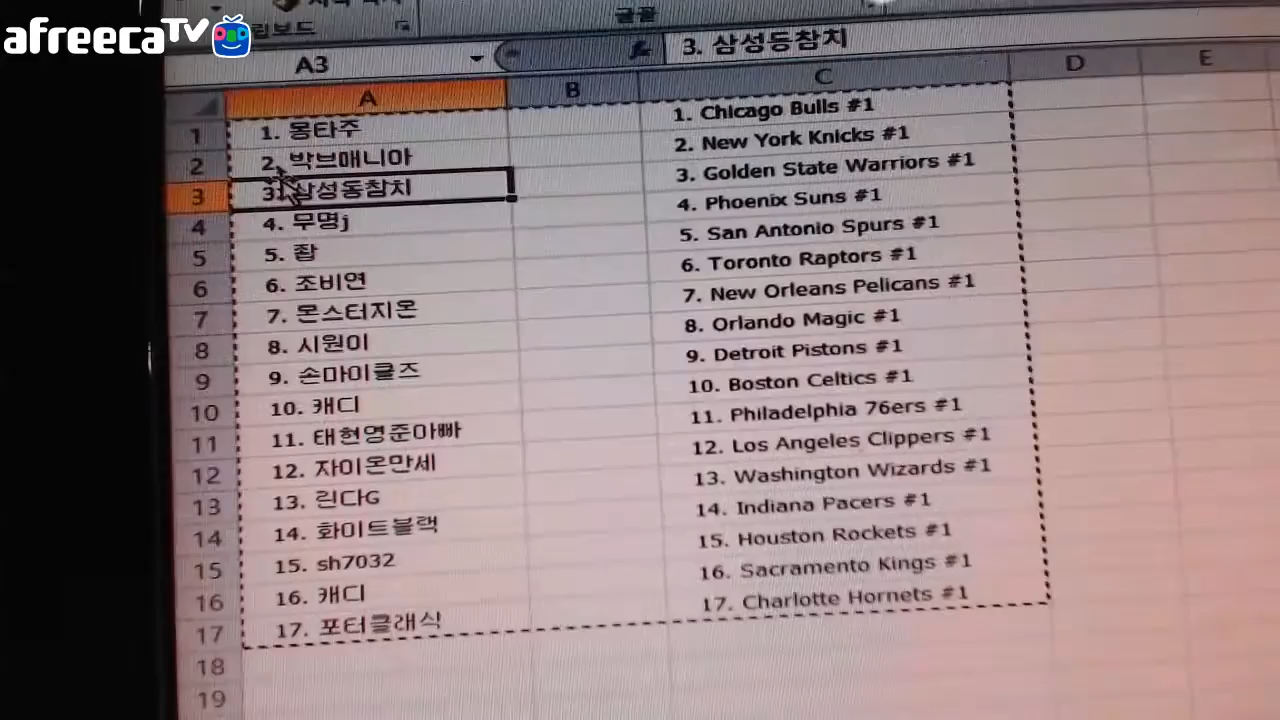 afreecaTV
클립보드
글꼴
A3
3. 삼성동참치
A B C D E
1 1. 몽타주 1. Chicago Bulls #1
2 2. 박브매니아 2. New York Knicks #1
3 3. 삼성동참치 3. Golden State Warriors #1
4 4. 무명j 4. Phoenix Suns #1
5 5. 좝 5. San Antonio Spurs #1
6 6. 조비연 6. Toronto Raptors #1
7 7. 몬스터지온 7. New Orleans Pelicans #1
8 8. 시원이 8. Orlando Magic #1
9 9. 손마이클즈 9. Detroit Pistons #1
10 10. 캐디 10. Boston Celtics #1
11 11. 태현영준아빠 11. Philadelphia 76ers #1
12 12. 자이온만세 12. Los Angeles Clippers #1
13 13. 린다G 13. Washington Wizards #1
14 14. 화이트블랙 14. Indiana Pacers #1
15 15. sh7032 15. Houston Rockets #1
16 16. 캐디 16. Sacramento Kings #1
17 17. 포터클래식 17. Charlotte Hornets #1
18
19